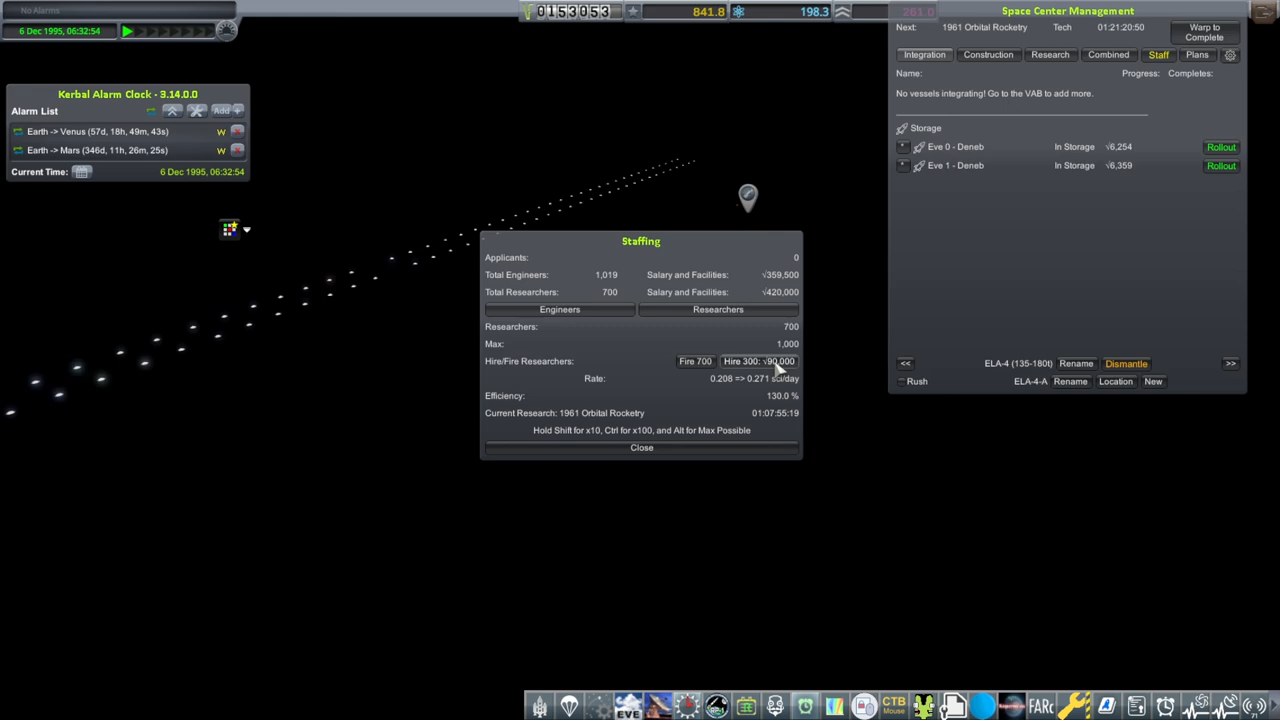 No Alarms
6 Dec 1995, 06:32:54
0153053
841.8
198.3
261.0
Kerbal Alarm Clock - 3.14.0.0
Alarm List
Add +
Earth -> Venus (57d, 18h, 49m, 43s) W
Earth -> Mars (346d, 11h, 26m, 25s) W
Current Time: 6 Dec 1995, 06:32:54
Space Center Management
Next: 1961 Orbital Rocketry Tech 01:21:20:50
Warp to
Complete
Integration Construction Research Combined Staff Plans
Name: Progress: Completes:
No vessels integrating! Go to the VAB to add more.
Storage
* Eve 0 - Deneb In Storage √6,254 Rollout
* Eve 1 - Deneb In Storage √6,359 Rollout
<< ELA-4 (135-180t) Rename Dismantle >>
Rush ELA-4-A Rename Location New
Staffing
Applicants: 0
Total Engineers: 1,019 Salary and Facilities: √359,500
Total Researchers: 700 Salary and Facilities: √420,000
Engineers Researchers
Researchers: 700
Max: 1,000
Hire/Fire Researchers: Fire 700 Hire 300: √90,000
Rate: 0.208 => 0.271 sci/day
Efficiency: 130.0 %
Current Research: 1961 Orbital Rocketry 01:07:55:19
Hold Shift for x10, Ctrl for x100, and Alt for Max Possible
Close
EVE
CTB
Mouse
FAR